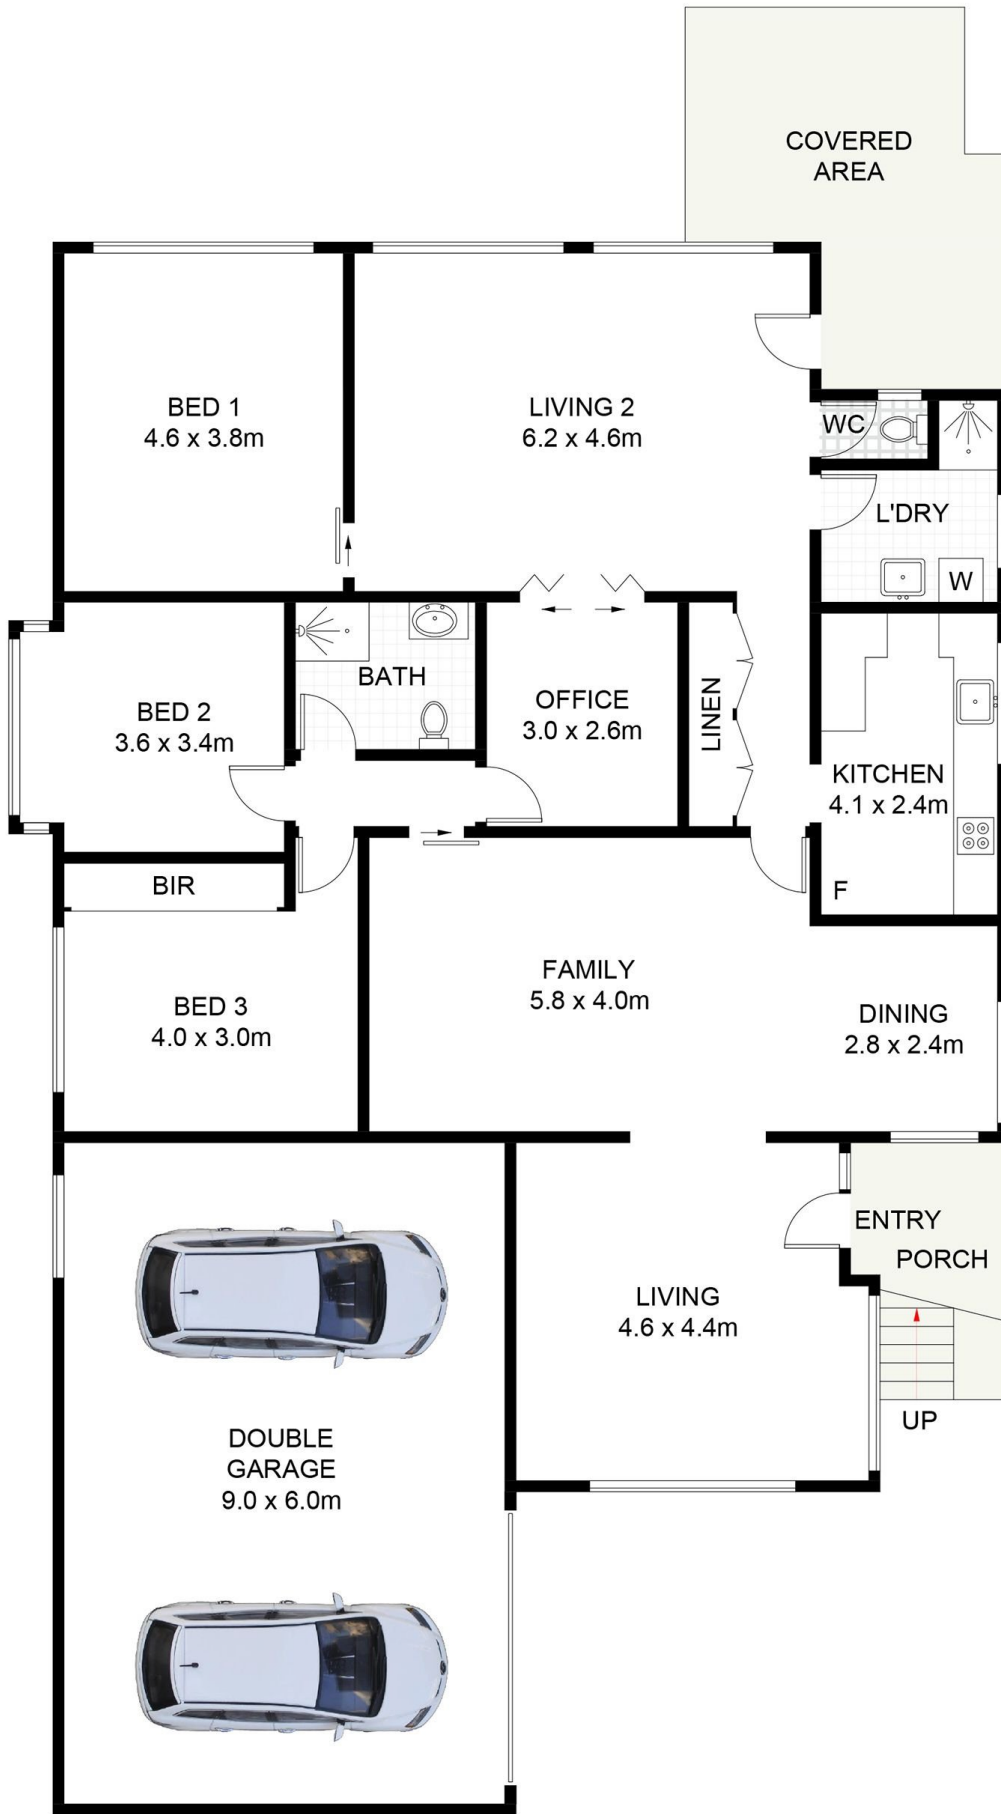 COVERED
AREA
BED 1
4.6 x 3.8m
LIVING 2
6.2 x 4.6m
WC
L'DRY
W
BATH
BED 2
3.6 x 3.4m
OFFICE
3.0 x 2.6m
LINEN
KITCHEN
4.1 x 2.4m
F
BIR
BED 3
4.0 x 3.0m
FAMILY
5.8 x 4.0m
DINING
2.8 x 2.4m
ENTRY
PORCH
LIVING
4.6 x 4.4m
UP
DOUBLE
GARAGE
9.0 x 6.0m